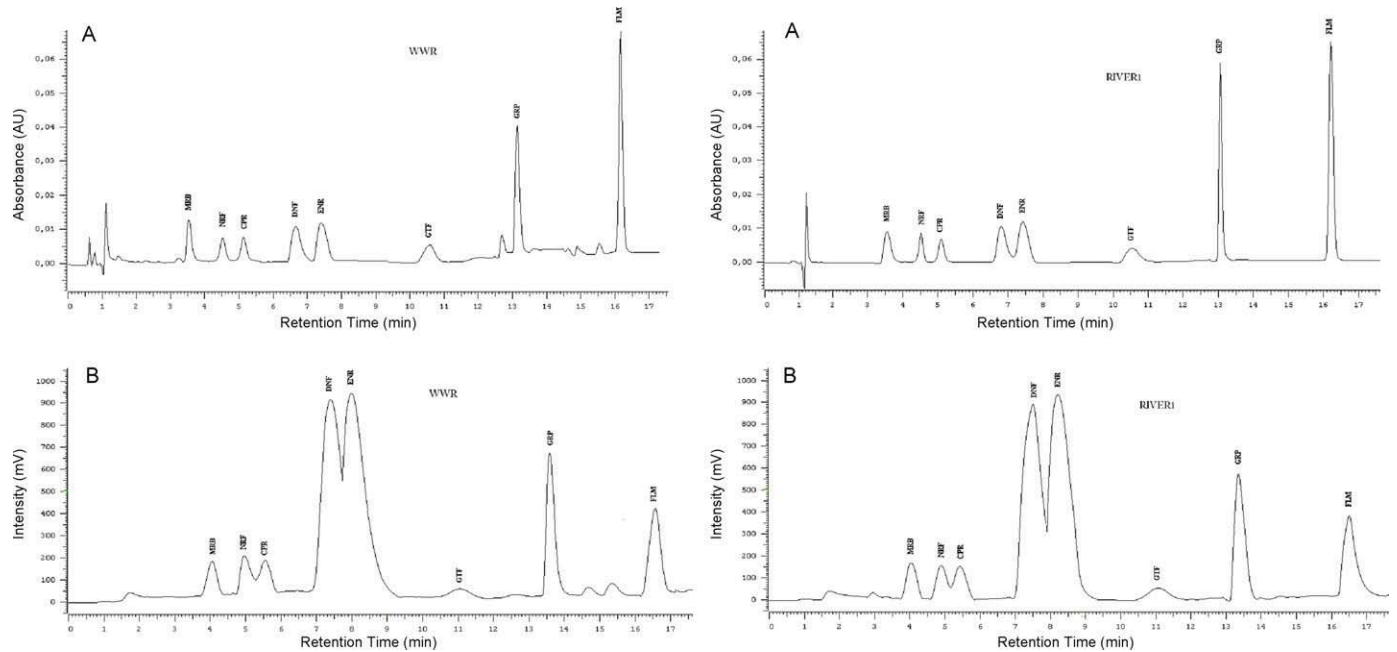 A
WWR
FLM
GRP
MRB
NRF
CPR
DNF
ENR
GTF
0,06
0,05
0,04
0,03
0,02
0,01
0,00
Absorbance (AU)
0 1 2 3 4 5 6 7 8 9 10 11 12 13 14 15 16 17
Retention Time (min)
A
RIVER1
FLM
GRP
MRB
NRF
CPR
DNF
ENR
GTF
0,06
0,05
0,04
0,03
0,02
0,01
0,00
Absorbance (AU)
0 1 2 3 4 5 6 7 8 9 10 11 12 13 14 15 16 17
Retention Time (min)
B
WWR
DNF
ENR
GRP
FLM
MRB
NRF
CPR
GTF
1000
900
800
700
600
500
400
300
200
100
0
Intensity (mV)
0 1 2 3 4 5 6 7 8 9 10 11 12 13 14 15 16 17
Retention Time (min)
B
RIVER1
DNF
ENR
GRP
FLM
MRB
NRF
CPR
GTF
1000
900
800
700
600
500
400
300
200
100
0
Intensity (mV)
0 1 2 3 4 5 6 7 8 9 10 11 12 13 14 15 16 17
Retention Time (min)